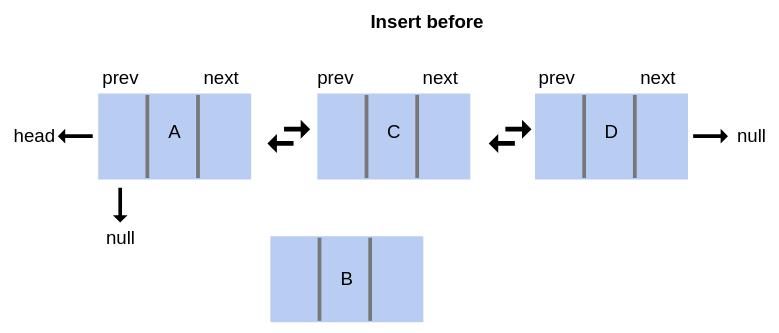 Insert before
prev next prev next prev next
head A C D null
null
B